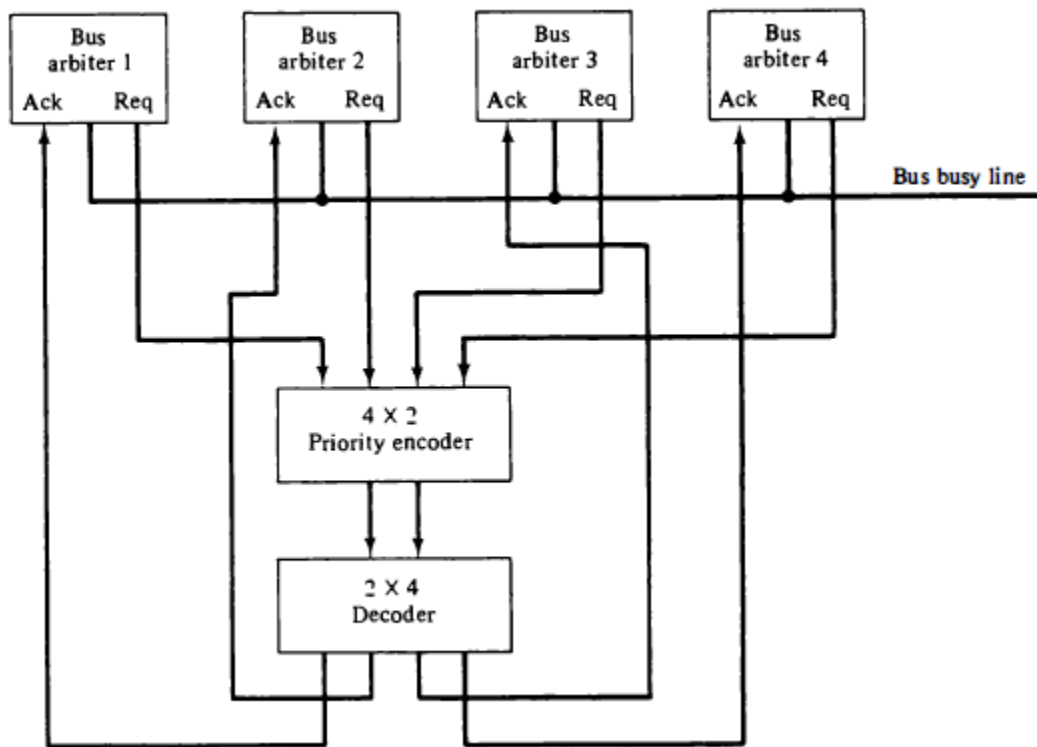 Bus
arbiter 1
Ack Req
Bus
arbiter 2
Ack Req
Bus
arbiter 3
Ack Req
Bus
arbiter 4
Ack Req
Bus busy line
4 X 2
Priority encoder
2 X 4
Decoder